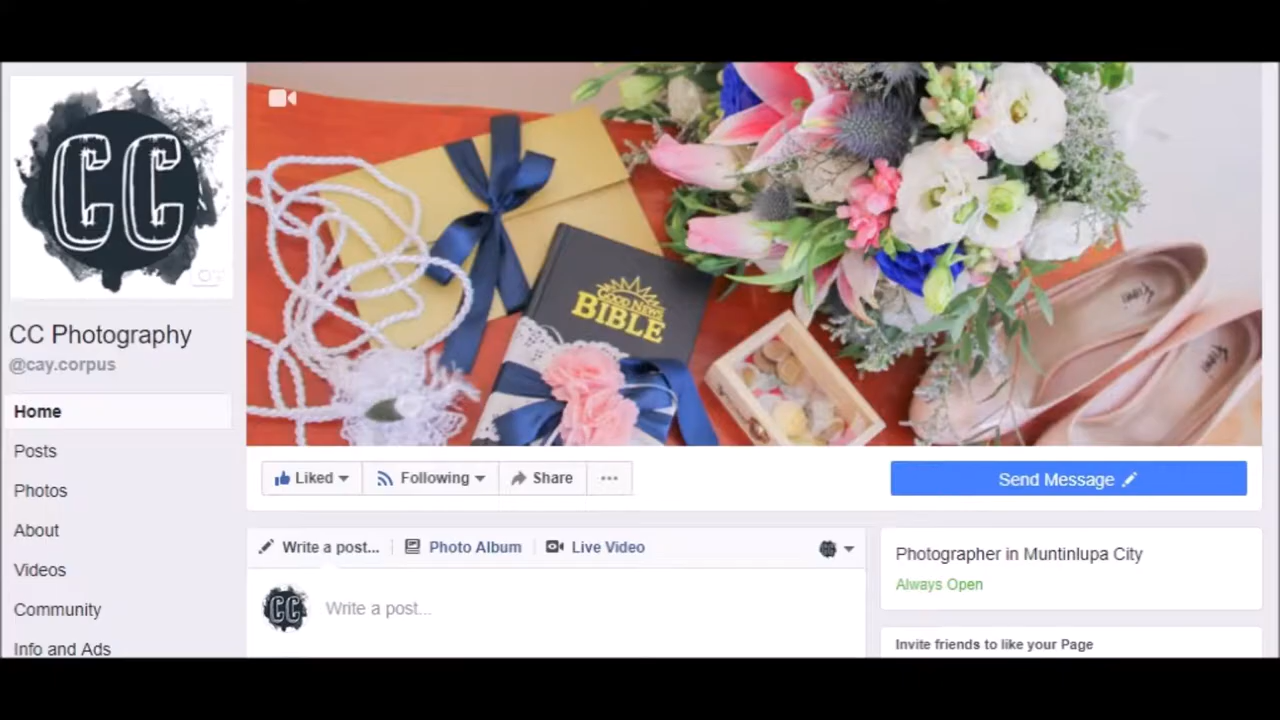 CC
CC Photography
@cay.corpus
Home
Posts
Photos
About
Videos
Community
Info and Ads
GOOD NEWS
BIBLE
Liked
Following
Share
Send Message
Write a post...
Photo Album
Live Video
CC
Write a post...
Photographer in Muntinlupa City
Always Open
Invite friends to like your Page